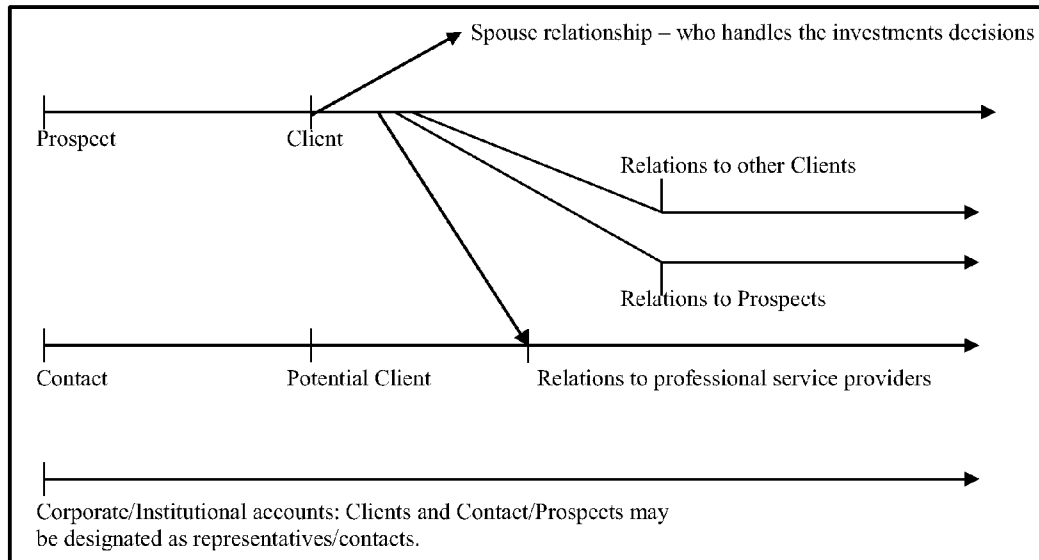 Spouse relationship – who handles the investments decisions
Prospect
Client
Relations to other Clients
Relations to Prospects
Contact
Potential Client
Relations to professional service providers
Corporate/Institutional accounts: Clients and Contact/Prospects may
be designated as representatives/contacts.